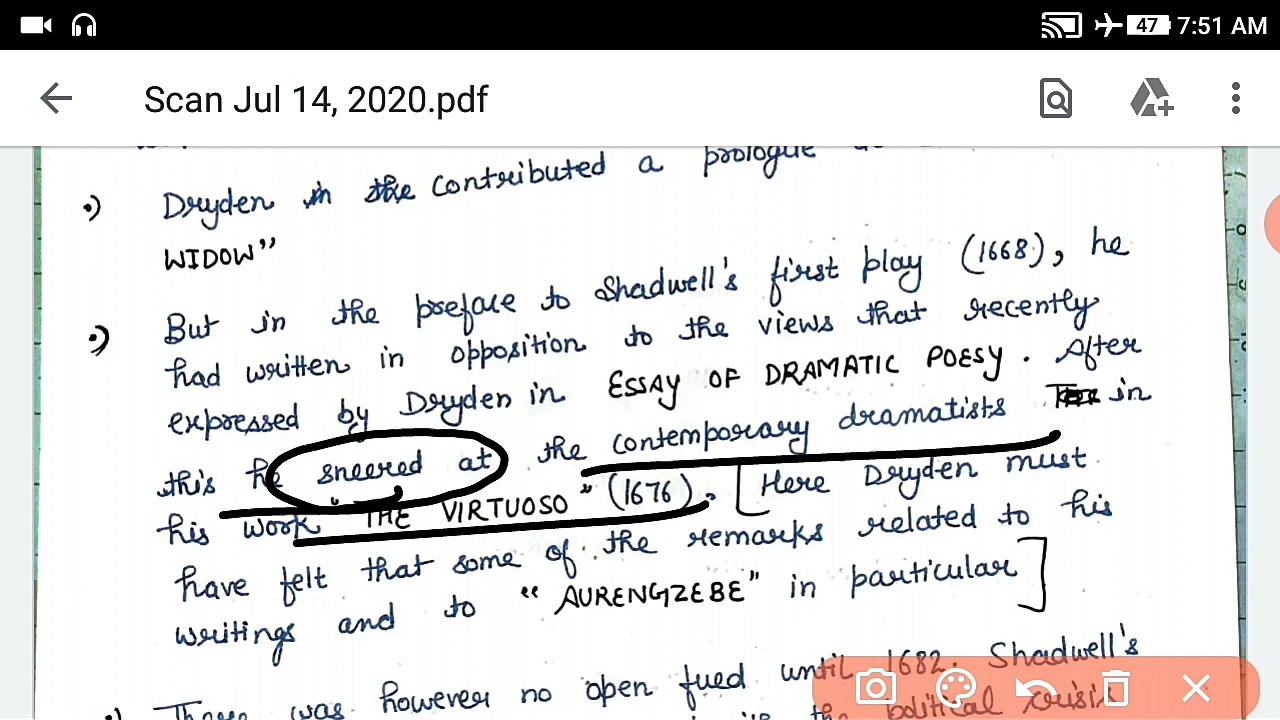 47 7:51 AM
Scan Jul 14, 2020.pdf
•) Dryden in the contributed a prologue
WIDOW"
•) But in the preface to Shadwell's first play (1668), he
had written in opposition to the views that recently
expressed by Dryden in ESSAY OF DRAMATIC POESY. After
this he sneered at the contemporary dramatists in
his work "THE VIRTUOSO" (1676). [Here Dryden must
have felt that some of the remarks related to his
writings and to "AURENGZEBE" in particular]
•) There was however no open fued until 1682. Shadwell's
the political crisis